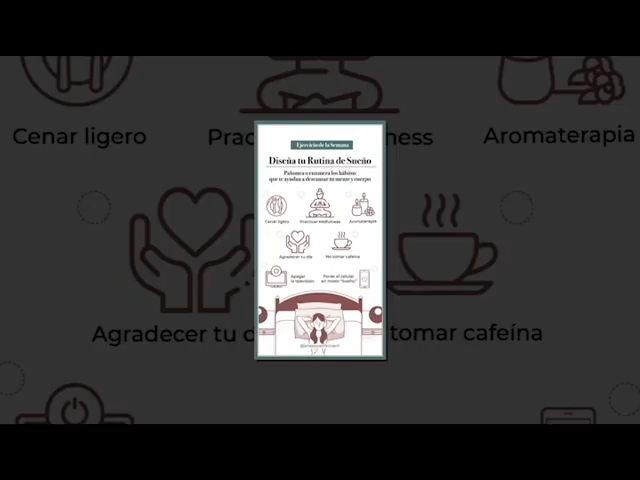 Cenar ligero
Aromaterapia
Agradecer tu
tomar cafeína
Ejercicio de la Semana
Diseña tu Rutina de Sueño
Palomea o enumera los hábitos
que te ayudan a descansar tu mente y cuerpo
Cenar ligero
Practicar Midfulness
Aromaterapia
Agradecer tu día
No tomar cafeína
Apagar
la televisión
Poner el celular
en modo "Sueño"